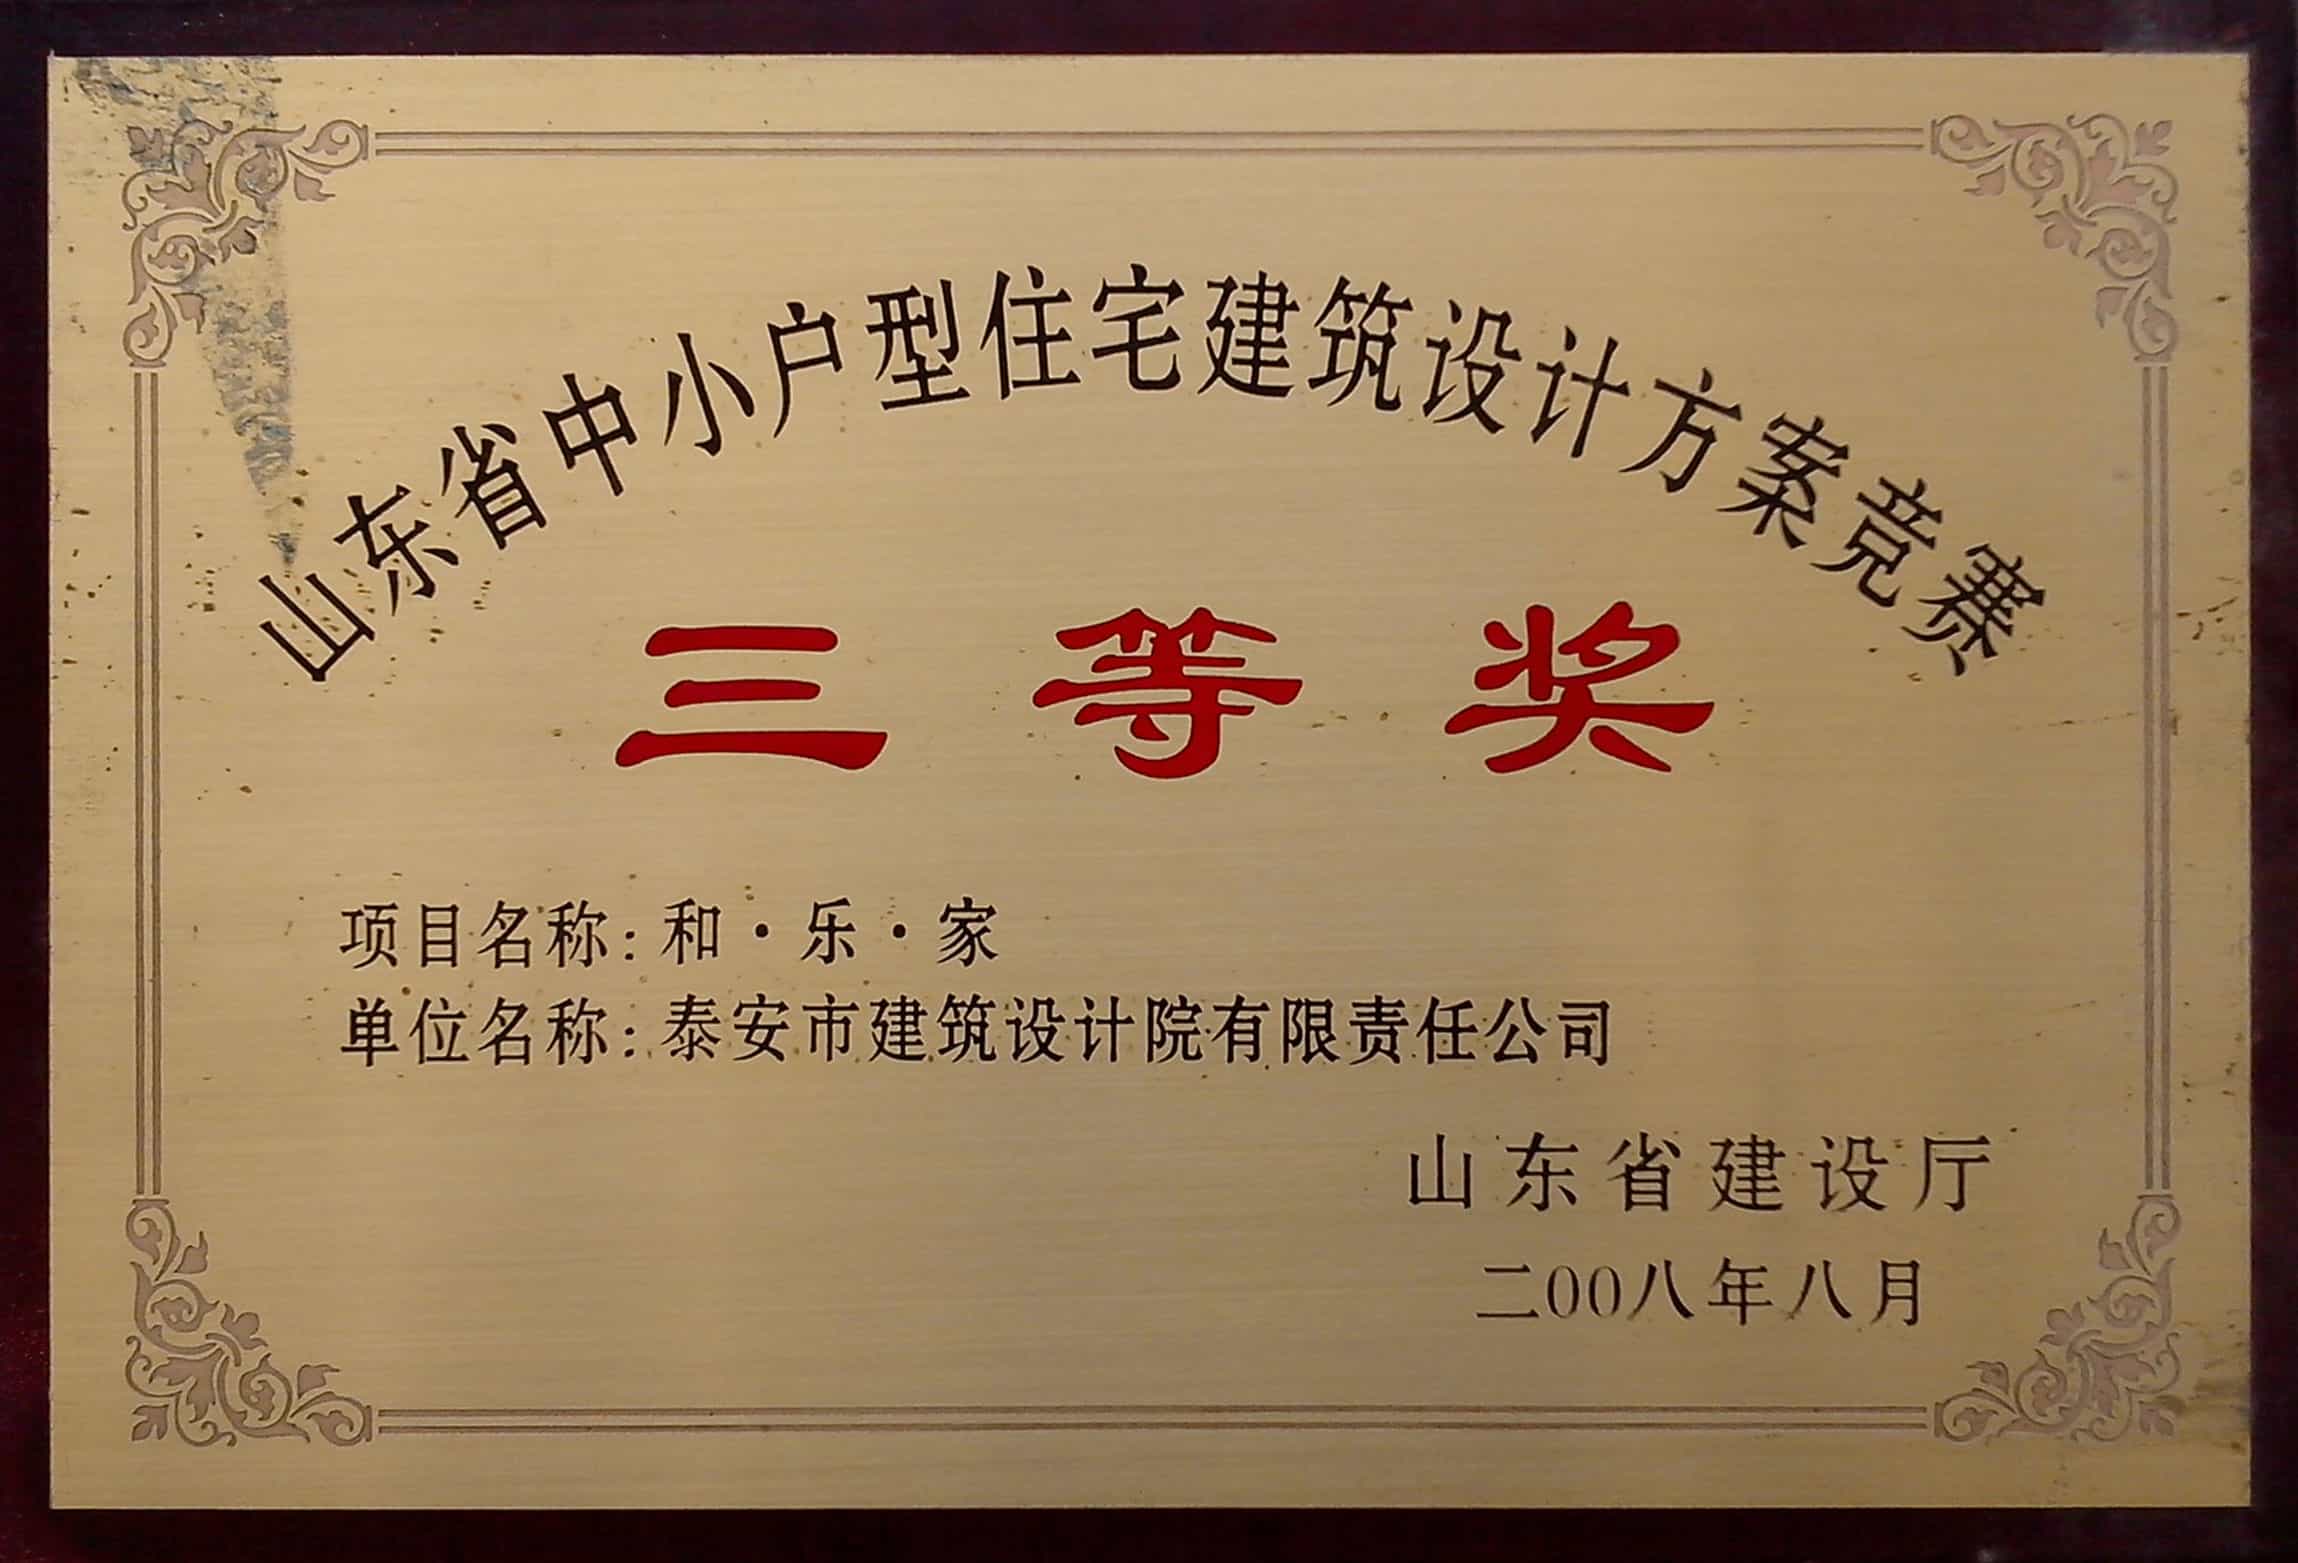 山东省中小户型住宅建筑设计方案竞赛
三等奖
项目名称:和·乐·家
单位名称:泰安市建筑设计院有限责任公司
山东省建设厅
二00八年八月